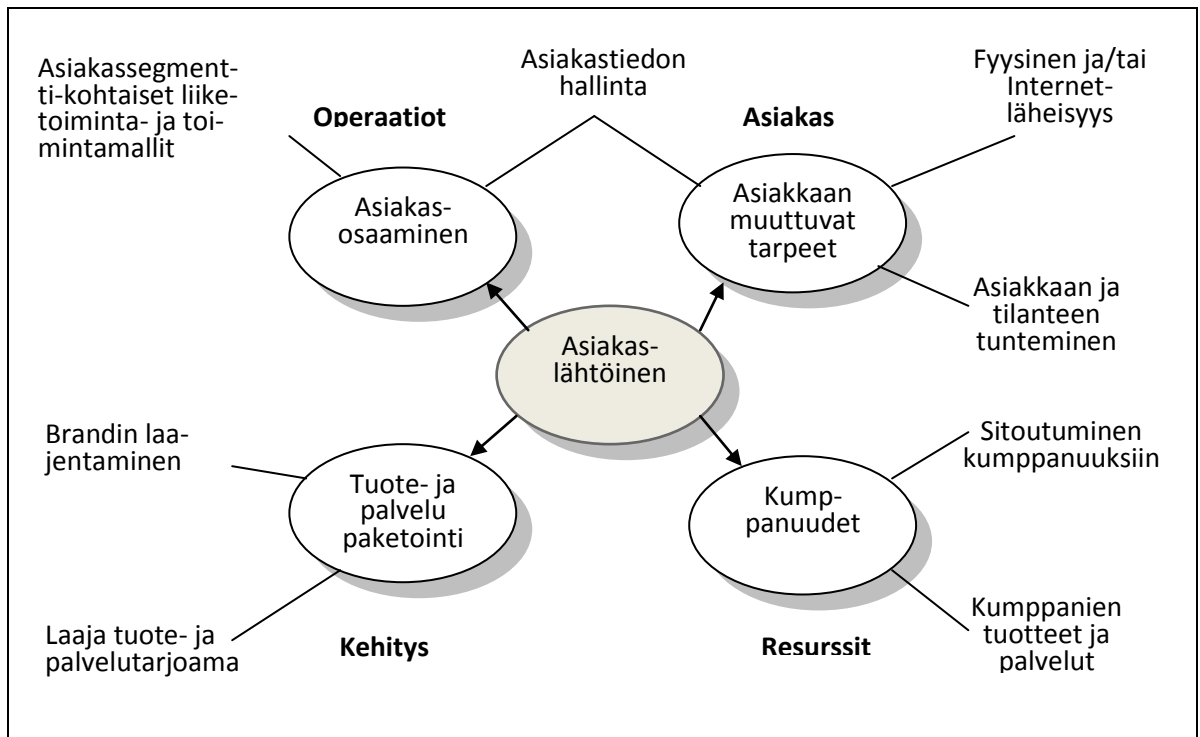 Asiakassegment-
ti-kohtaiset liike-
toiminta- ja toi-
mintamallit
Operaatiot
Asiakastiedon
hallinta
Asiakas
Fyysinen ja/tai
Internet-
läheisyys
Asiakas-
osaaminen
Asiakkaan
muuttuvat
tarpeet
Asiakkaan ja
tilanteen
tunteminen
Asiakas-
lähtöinen
Brandin laa-
jentaminen
Tuote- ja
palvelu
paketointi
Kump-
panuudet
Sitoutuminen
kumppanuuksiin
Laaja tuote- ja
palvelutarjoama
Kehitys
Resurssit
Kumppanien
tuotteet ja
palvelut